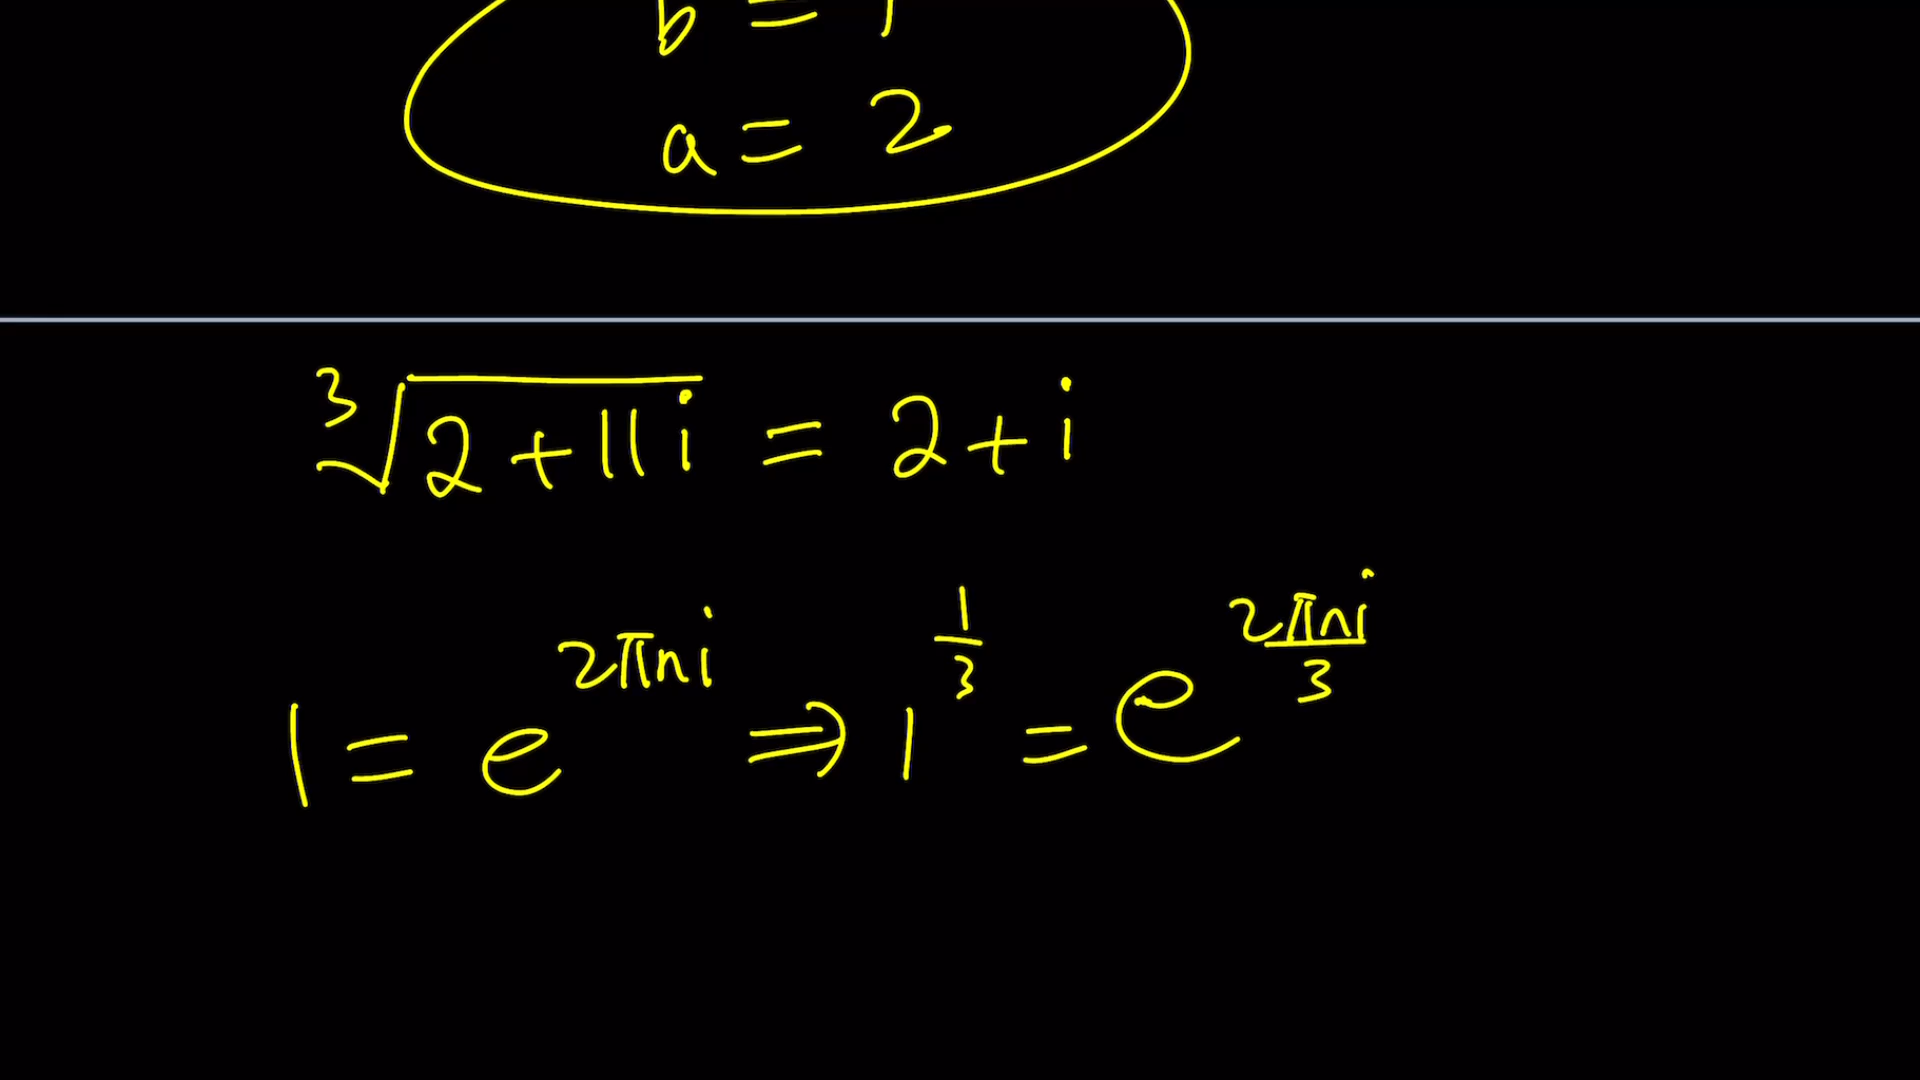 b = 1
a = 2
∛(2 + 11i) = 2 + i
1 = e^(2πni) ⇒ 1^(1/3) = e^(2πni/3)